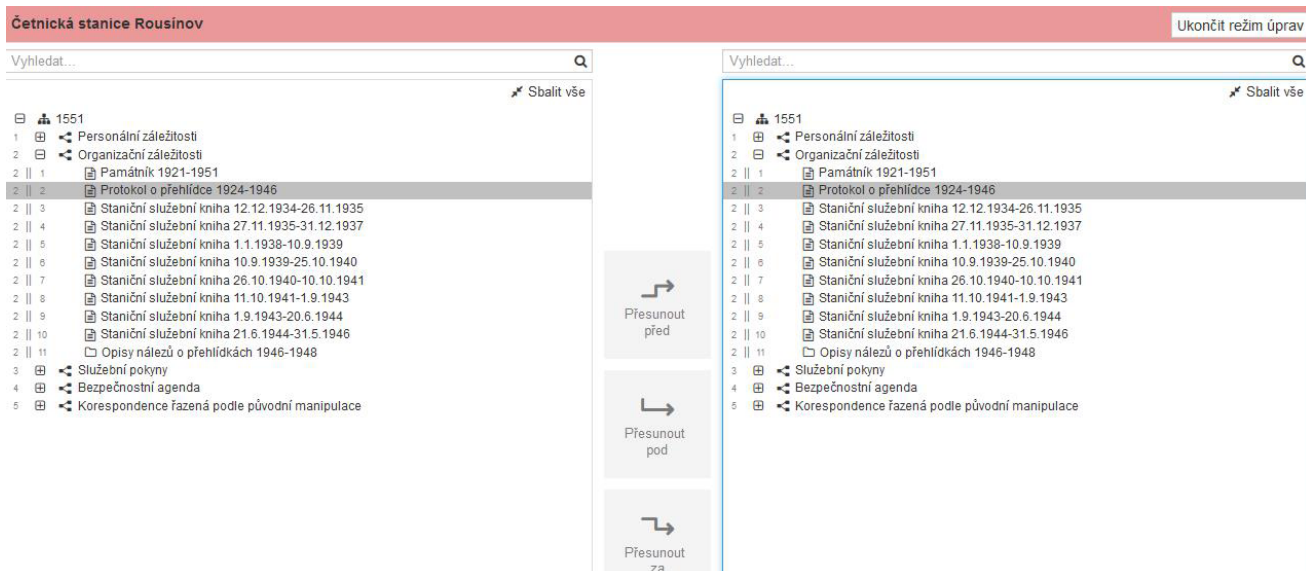 Četnická stanice Rousínov
Ukončit režim úprav
Vyhledat...
Sbalit vše
1551
1 Personální záležitosti
2 Organizační záležitosti
2 || 1 Památník 1921-1951
2 || 2 Protokol o přehlídce 1924-1946
2 || 3 Staniční služební kniha 12.12.1934-26.11.1935
2 || 4 Staniční služební kniha 27.11.1935-31.12.1937
2 || 5 Staniční služební kniha 1.1.1938-10.9.1939
2 || 6 Staniční služební kniha 10.9.1939-25.10.1940
2 || 7 Staniční služební kniha 26.10.1940-10.10.1941
2 || 8 Staniční služební kniha 11.10.1941-1.9.1943
2 || 9 Staniční služební kniha 1.9.1943-20.6.1944
2 || 10 Staniční služební kniha 21.6.1944-31.5.1946
2 || 11 Opisy nálezů o přehlídkách 1946-1948
3 Služební pokyny
4 Bezpečnostní agenda
5 Korespondence řazená podle původní manipulace
Přesunout
před
Přesunout
pod
Přesunout
za
Vyhledat...
Sbalit vše
1551
1 Personální záležitosti
2 Organizační záležitosti
2 || 1 Památník 1921-1951
2 || 2 Protokol o přehlídce 1924-1946
2 || 3 Staniční služební kniha 12.12.1934-26.11.1935
2 || 4 Staniční služební kniha 27.11.1935-31.12.1937
2 || 5 Staniční služební kniha 1.1.1938-10.9.1939
2 || 6 Staniční služební kniha 10.9.1939-25.10.1940
2 || 7 Staniční služební kniha 26.10.1940-10.10.1941
2 || 8 Staniční služební kniha 11.10.1941-1.9.1943
2 || 9 Staniční služební kniha 1.9.1943-20.6.1944
2 || 10 Staniční služební kniha 21.6.1944-31.5.1946
2 || 11 Opisy nálezů o přehlídkách 1946-1948
3 Služební pokyny
4 Bezpečnostní agenda
5 Korespondence řazená podle původní manipulace